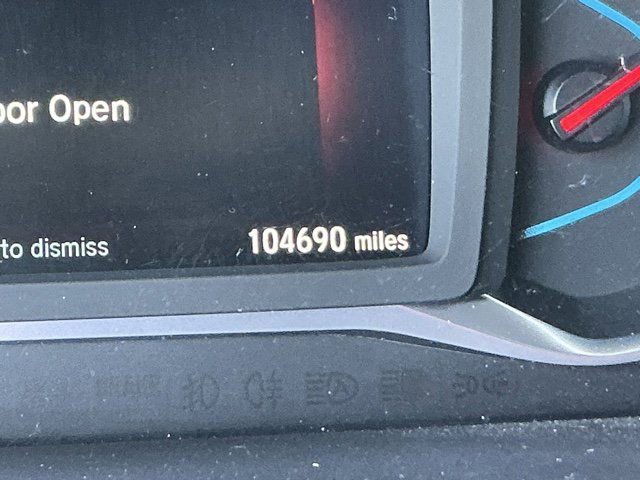 oor Open
to dismiss
104690 miles